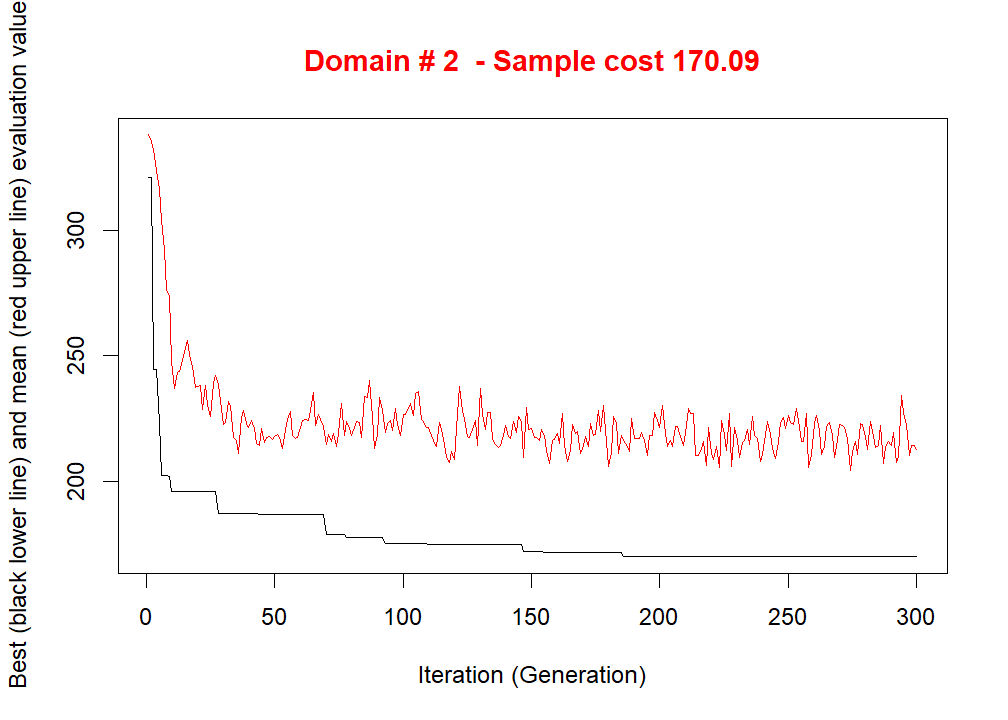 Domain # 2  - Sample cost 170.09
Best (black lower line) and mean (red upper line) evaluation value
300
250
200
0 50 100 150 200 250 300
Iteration (Generation)